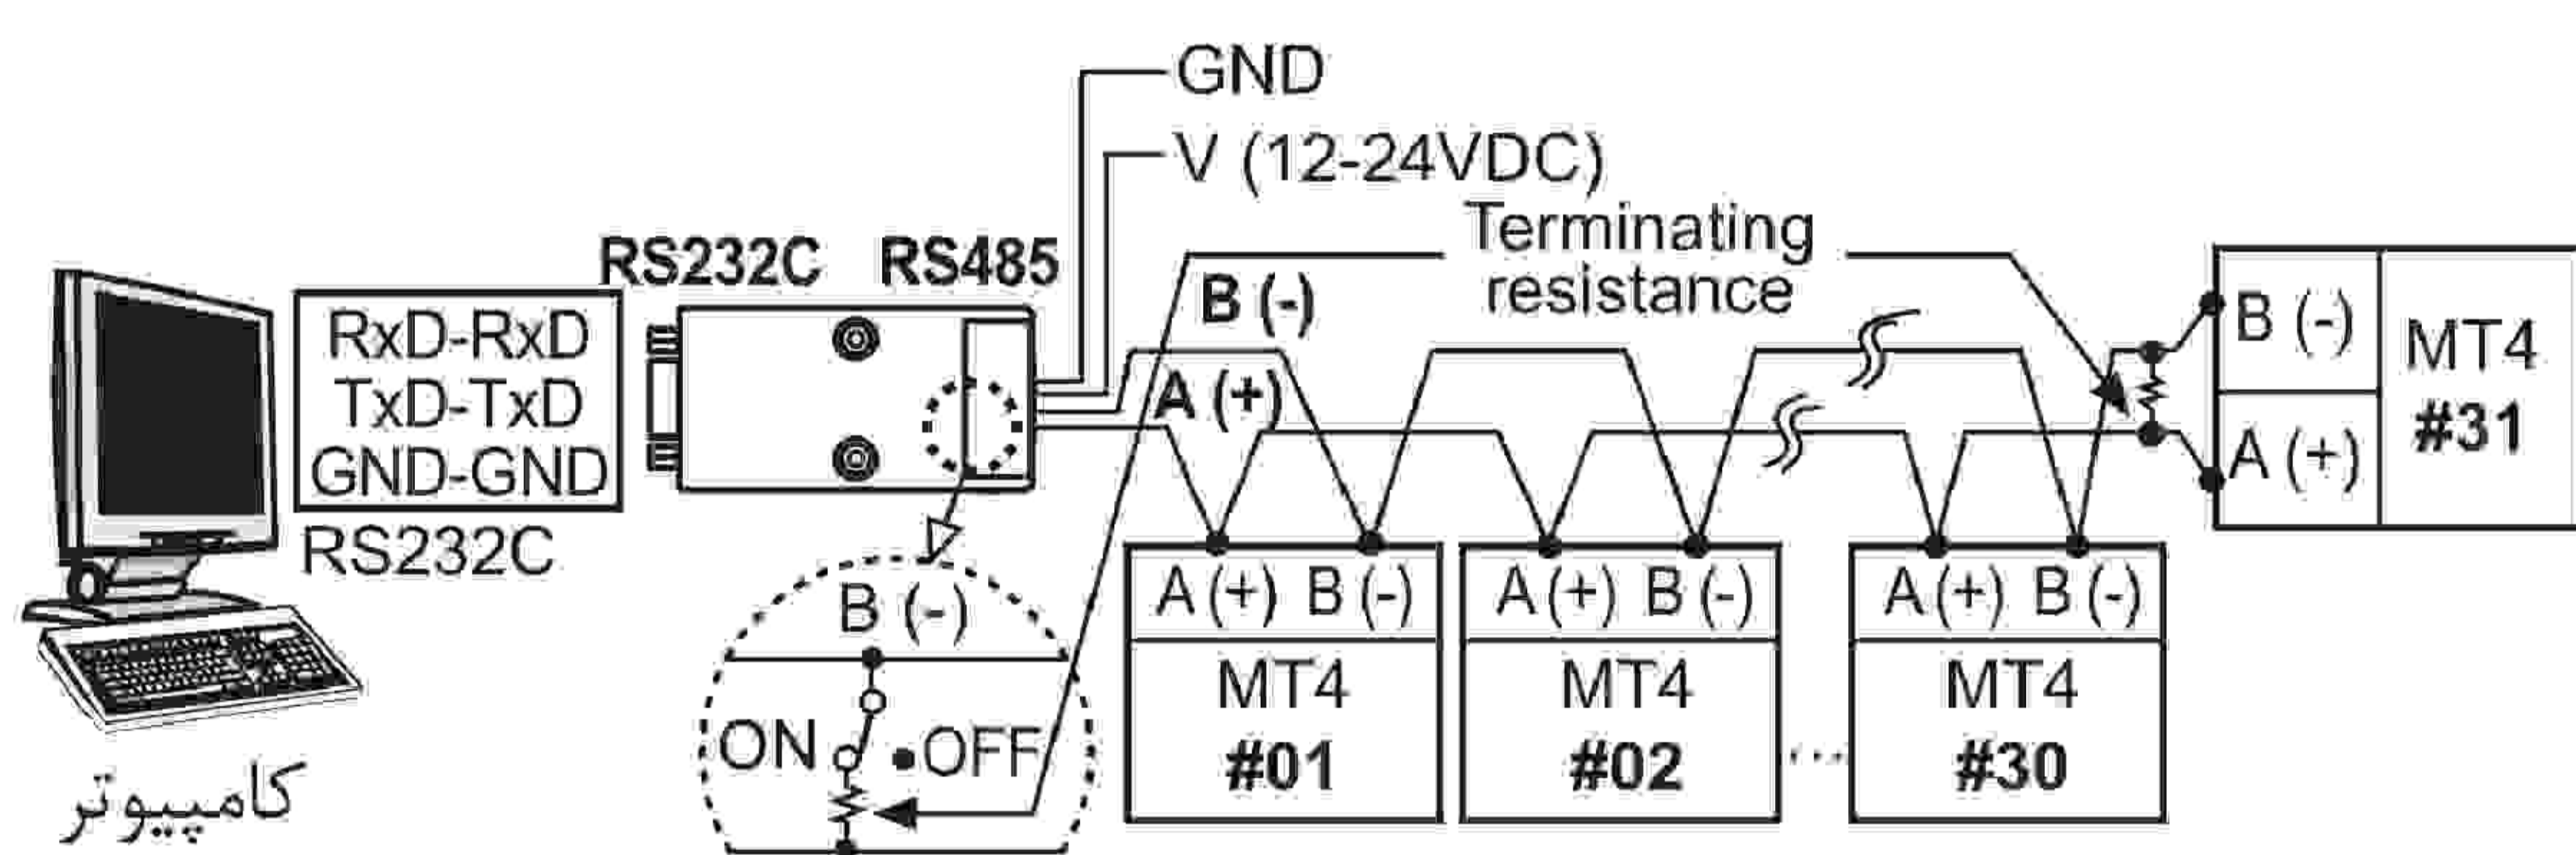 GND
V (12-24VDC)
Terminating
resistance
RS232C RS485
B (-)
A (+)
RxD-RxD
TxD-TxD
GND-GND
RS232C
کامپیوتر
B (-)
ON OFF
A (+) B (-)
MT4
#01
A (+) B (-)
MT4
#02
...
A (+) B (-)
MT4
#30
B (-)
A (+)
MT4
#31